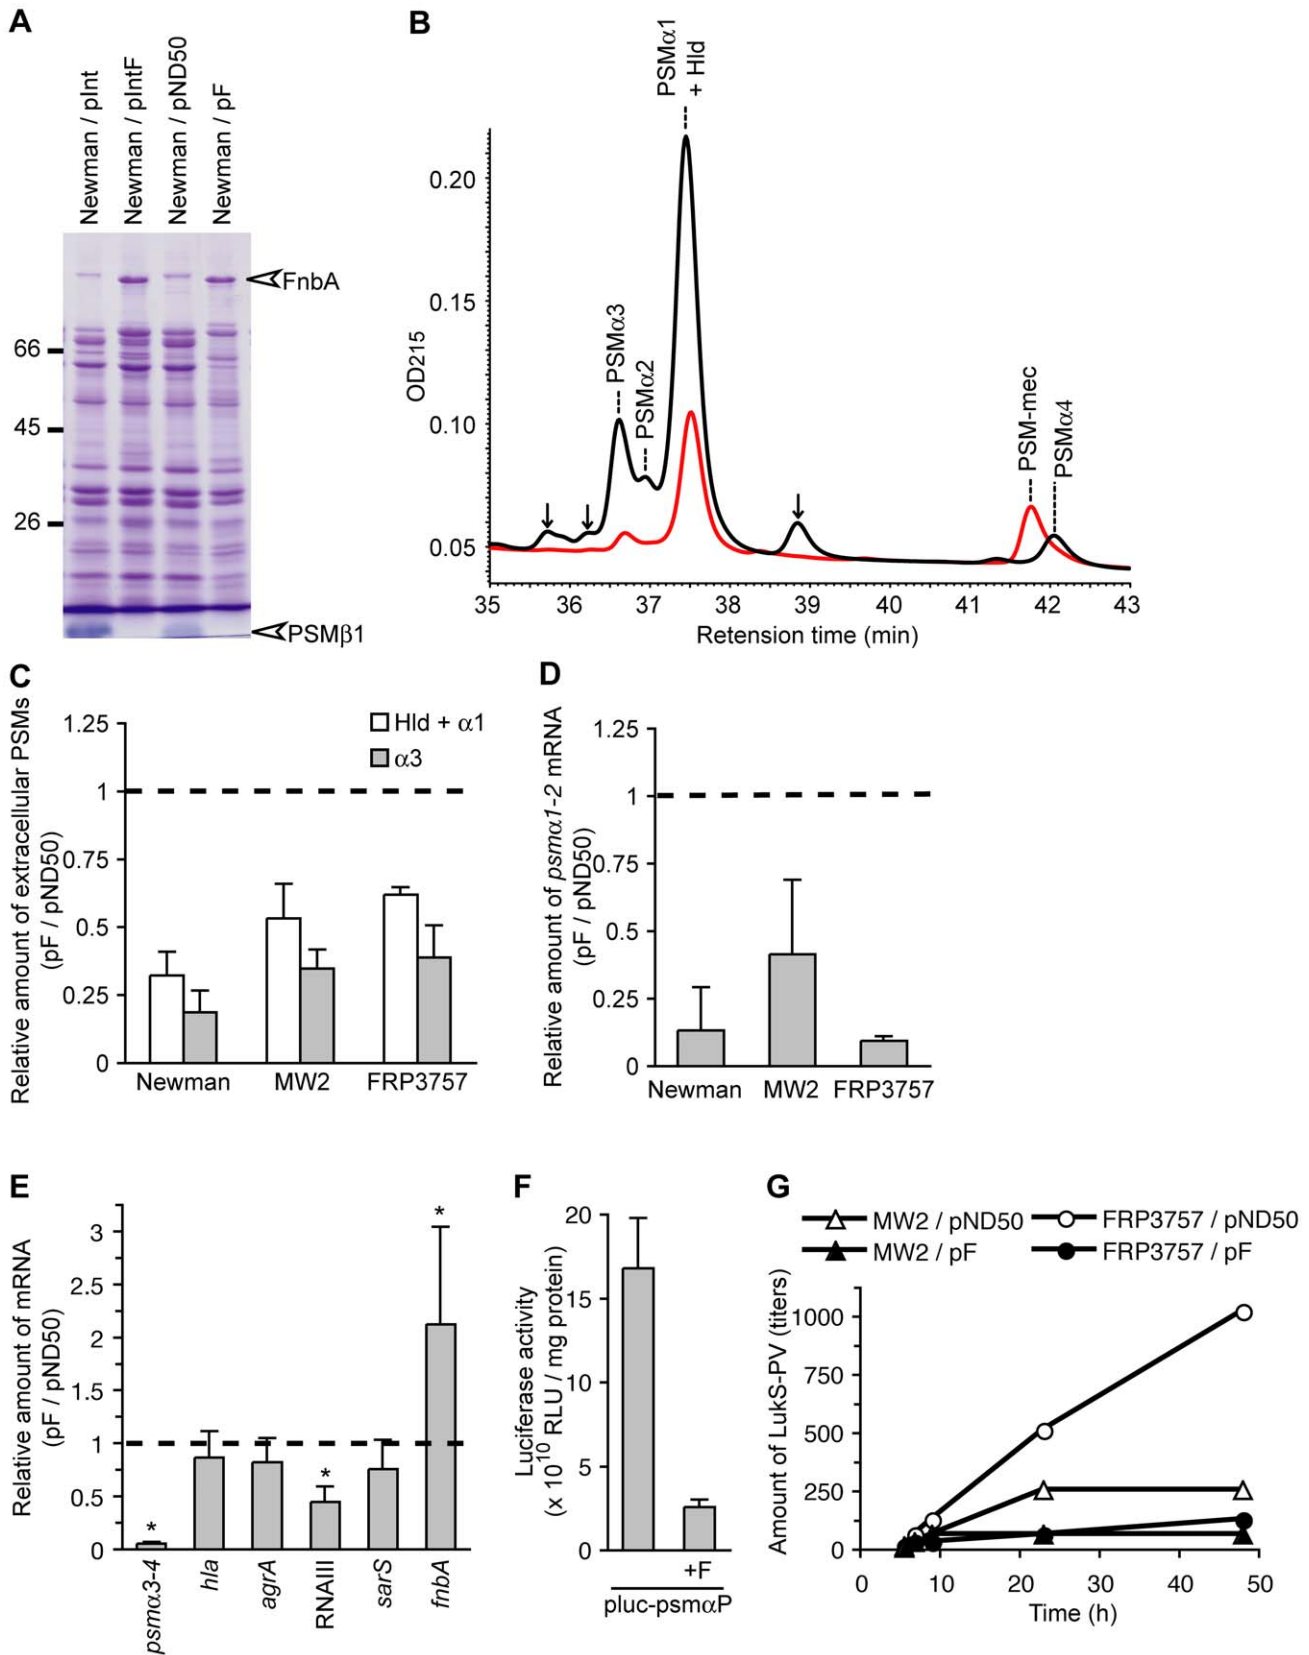 A
Newman / pInt
Newman / pIntF
Newman / pND50
Newman / pF
FnbA
66
45
26
PSMβ1
B
PSMα1
+ Hld
PSMα3
PSMα2
PSM-mec
PSMα4
OD215
0.20
0.15
0.10
0.05
35 36 37 38 39 40 41 42 43
Retension time (min)
C
Relative amount of extracellular PSMs
(pF / pND50)
Hld + α1
α3
1.25
1
0.75
0.5
0.25
0
Newman MW2 FRP3757
D
Relative amount of psmα1-2 mRNA
(pF / pND50)
1.25
1
0.75
0.5
0.25
0
Newman MW2 FRP3757
E
Relative amount of mRNA
(pF / pND50)
3
2.5
2
1.5
1
0.5
0
*
*
*
psmα3-4
hla
agrA
RNAIII
sarS
fnbA
F
Luciferase activity
(x 10¹⁰ RLU / mg protein)
20
15
10
5
0
+F
pluc-psmαP
G
MW2 / pND50
FRP3757 / pND50
MW2 / pF
FRP3757 / pF
Amount of LukS-PV (titers)
1000
750
500
250
0
0 10 20 30 40 50
Time (h)